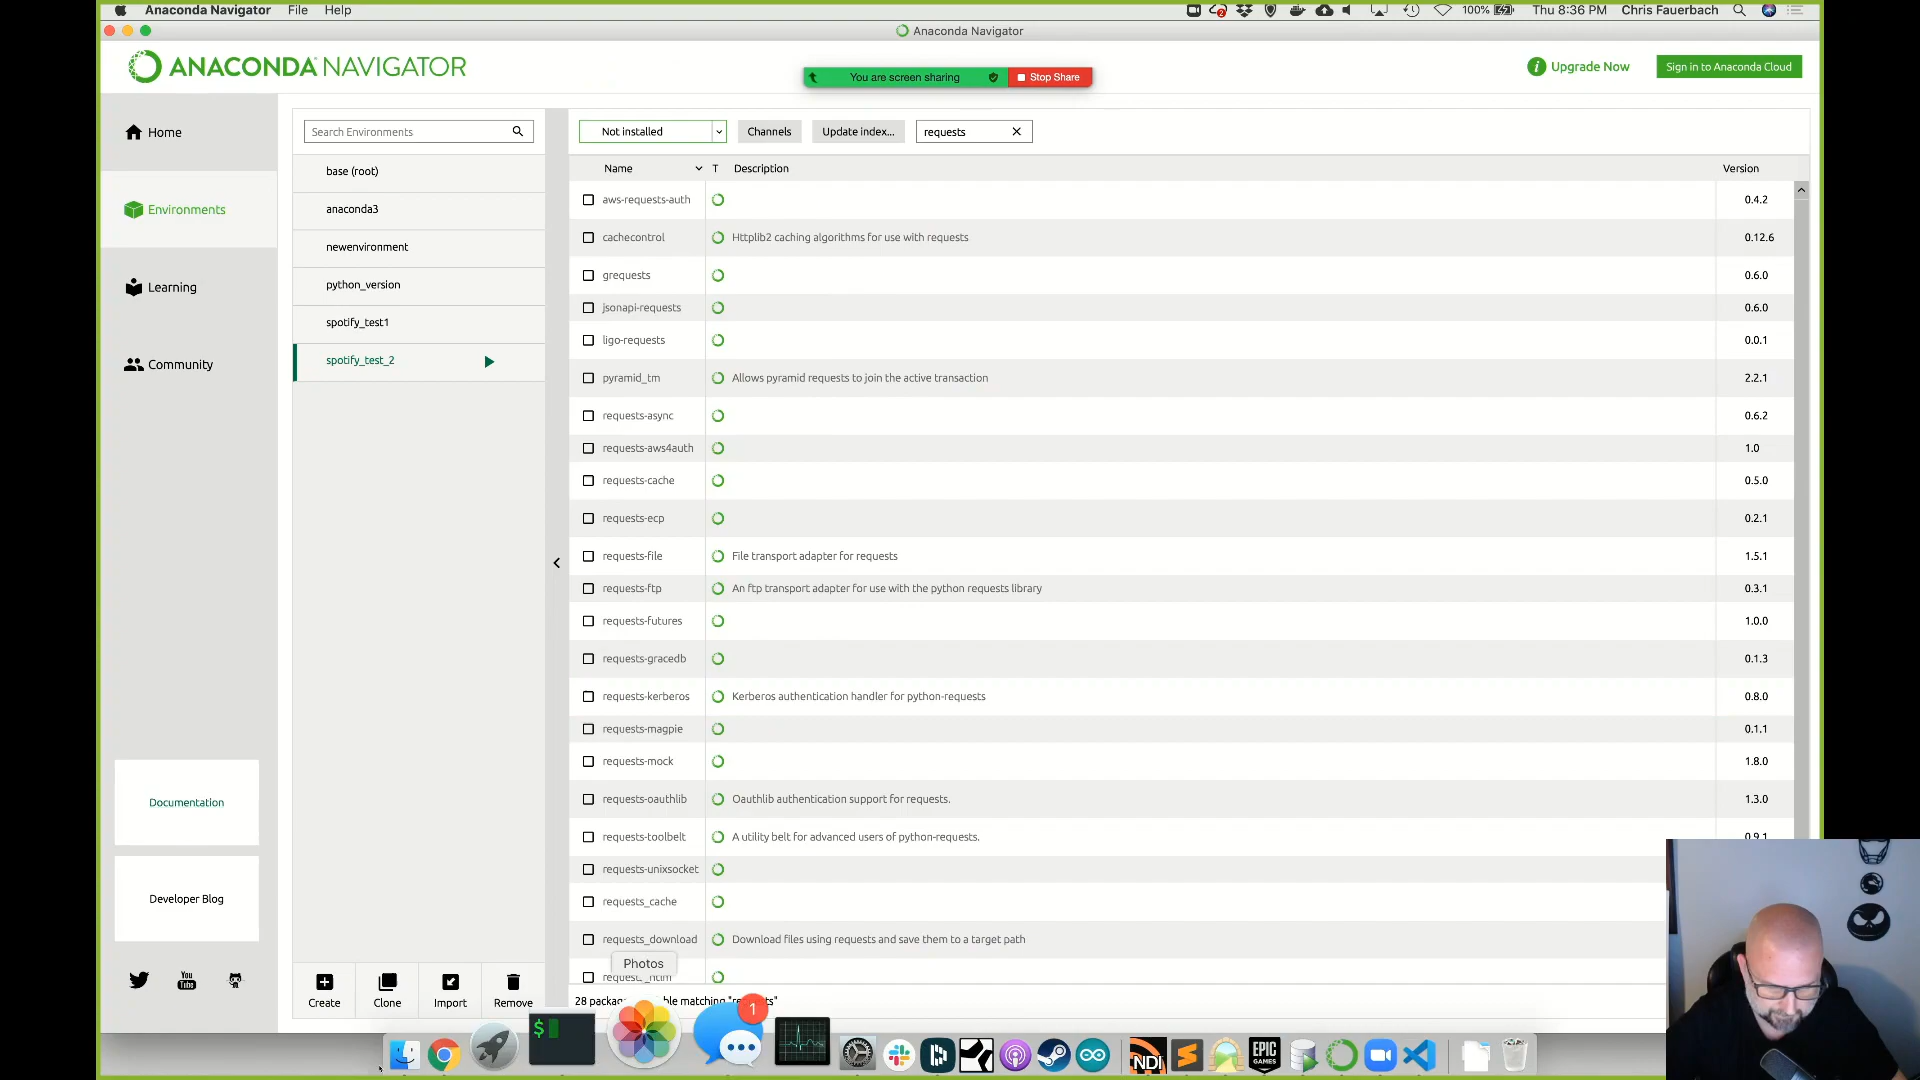 Anaconda Navigator File Help
100% Thu 8:36 PM Chris Fauerbach
Anaconda Navigator
ANACONDA NAVIGATOR
You are screen sharing Stop Share
Upgrade Now Sign in to Anaconda Cloud
Home
Environments
Learning
Community
Documentation
Developer Blog
You
Tube
Search Environments
base (root)
anaconda3
newenvironment
python_version
spotify_test1
spotify_test_2
Create Clone Import Remove
Not installed Channels Update index... requests
Name T Description Version
aws-requests-auth 0.4.2
cachecontrol Httplib2 caching algorithms for use with requests 0.12.6
grequests 0.6.0
jsonapi-requests 0.6.0
ligo-requests 0.0.1
pyramid_tm Allows pyramid requests to join the active transaction 2.2.1
requests-async 0.6.2
requests-aws4auth 1.0
requests-cache 0.5.0
requests-ecp 0.2.1
requests-file File transport adapter for requests 1.5.1
requests-ftp An ftp transport adapter for use with the python requests library 0.3.1
requests-futures 1.0.0
requests-gracedb 0.1.3
requests-kerberos Kerberos authentication handler for python-requests 0.8.0
requests-magpie 0.1.1
requests-mock 1.8.0
requests-oauthlib Oauthlib authentication support for requests. 1.3.0
requests-toolbelt A utility belt for advanced users of python-requests. 0.9.1
requests-unixsocket
requests_cache
requests_download Download files using requests and save them to a target path
Photos
28 matching
1
$
NDI
EPIC
GAMES